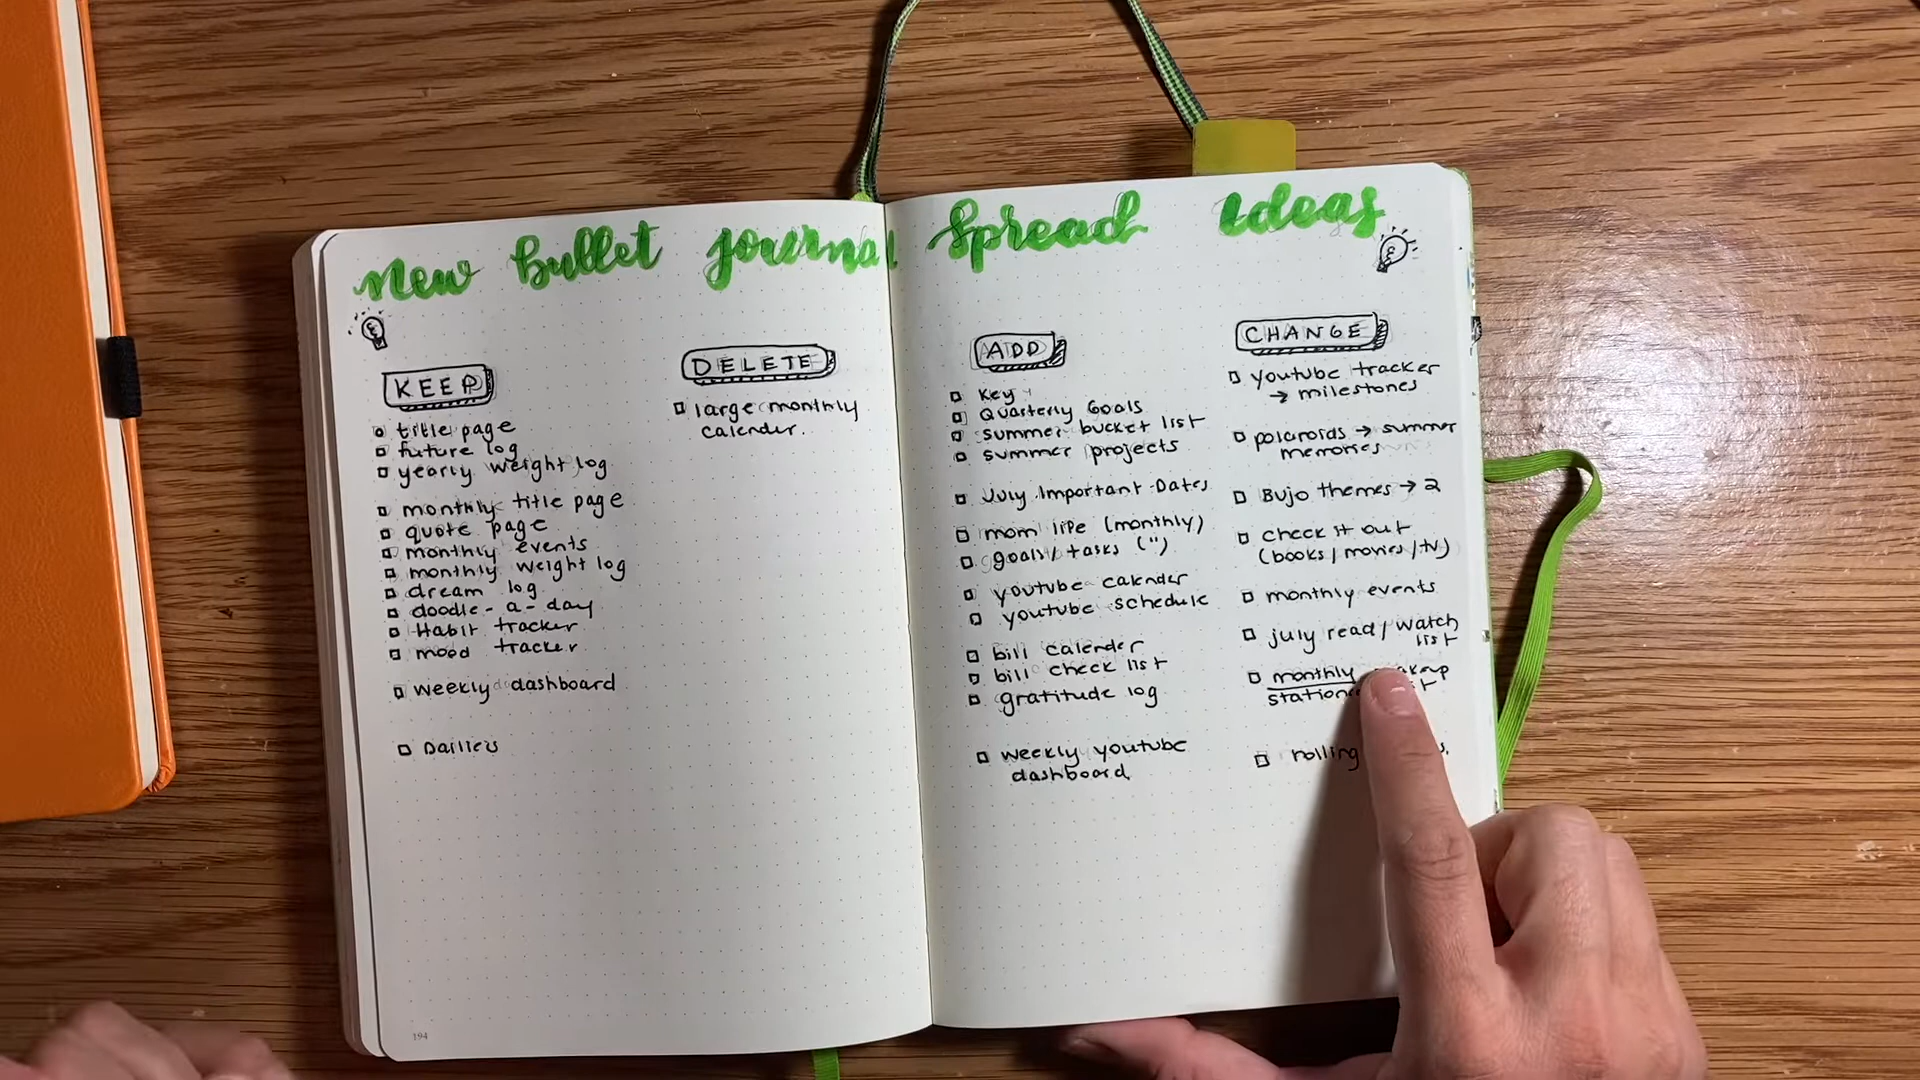 New Bullet Journal Spread Ideas
KEEP
title page
future log
yearly weight log
monthly title page
quote page
monthly events
monthly weight log
dream log
doodle-a-day
Habit tracker
mood tracker
weekly dashboard
Dailies
DELETE
large monthly
calender.
ADD
Key
Quarterly Goals
summer bucket list
summer projects
July Important Dates
mom life (monthly)
goals/tasks (")
youtube calender
youtube schedule
bill calender
bill check list
gratitude log
weekly youtube
dashboard
CHANGE
youtube tracker
→ milestones
polaroids → summer
memories
Bujo themes → 2
check it out
(books/movies/tv)
monthly events
july read/watch
list
monthly
rolling
194